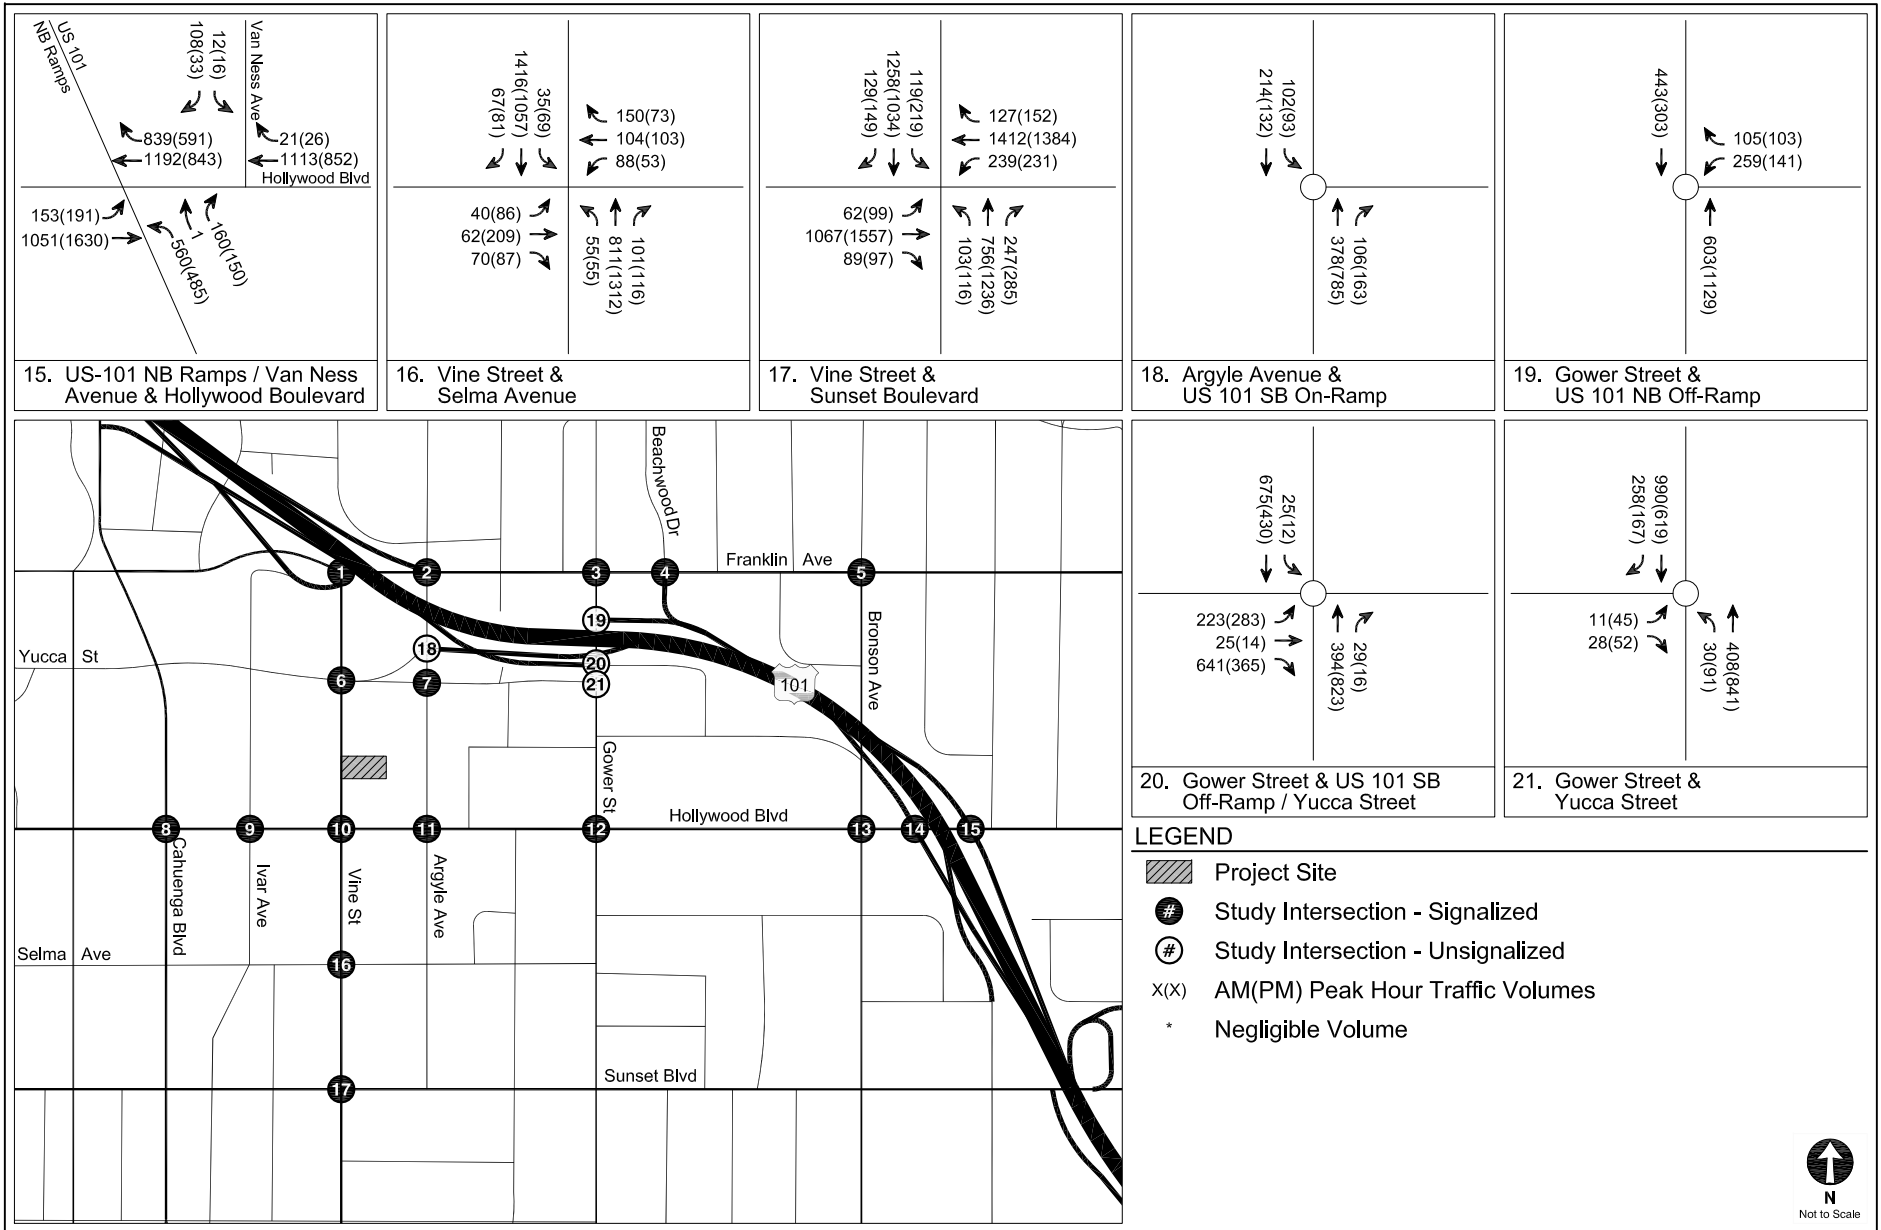 US 101
NB Ramps
108(33)
12(16)
Van Ness Ave
839(591)
1192(843)
21(26)
1113(852)
Hollywood Blvd
153(191)
1051(1630)
560(485)
1
160(150)
15. US-101 NB Ramps / Van Ness
Avenue & Hollywood Boulevard
67(81)
1416(1057)
35(69)
150(73)
104(103)
88(53)
40(86)
62(209)
70(87)
55(55)
811(1312)
101(116)
16. Vine Street &
Selma Avenue
129(149)
1258(1034)
119(219)
127(152)
1412(1384)
239(231)
62(99)
1067(1557)
89(97)
103(116)
756(1236)
247(285)
17. Vine Street &
Sunset Boulevard
214(132)
102(93)
378(785)
106(163)
18. Argyle Avenue &
US 101 SB On-Ramp
443(303)
105(103)
259(141)
603(1129)
19. Gower Street &
US 101 NB Off-Ramp
675(430)
25(12)
223(283)
25(14)
641(365)
394(823)
29(16)
20. Gower Street & US 101 SB
Off-Ramp / Yucca Street
258(167)
990(619)
11(45)
28(52)
30(91)
408(841)
21. Gower Street &
Yucca Street
Beachwood Dr
Franklin Ave
1
2
3
4
5
19
18
20
21
Yucca St
6
7
101
Bronson Ave
Gower St
Hollywood Blvd
8
9
10
11
12
13
14
15
Cahuenga Blvd
Ivar Ave
Vine St
Argyle Ave
Selma Ave
16
Sunset Blvd
17
LEGEND
Project Site
# Study Intersection - Signalized
# Study Intersection - Unsignalized
X(X) AM(PM) Peak Hour Traffic Volumes
* Negligible Volume
N
Not to Scale